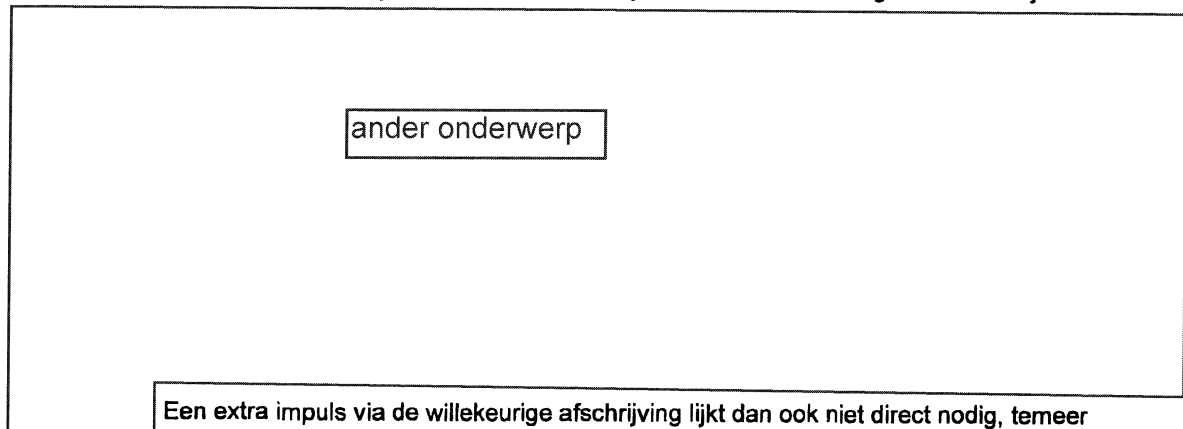 ander onderwerp
Een extra impuls via de willekeurige afschrijving lijkt dan ook niet direct nodig, temeer